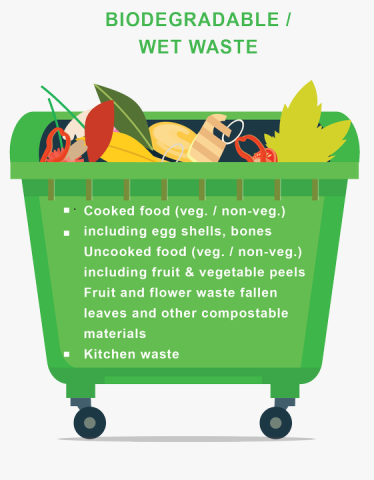 BIODEGRADABLE /
WET WASTE
Cooked food (veg. / non-veg.)
including egg shells, bones
Uncooked food (veg. / non-veg.)
including fruit & vegetable peels
Fruit and flower waste fallen
leaves and other compostable
materials
Kitchen waste